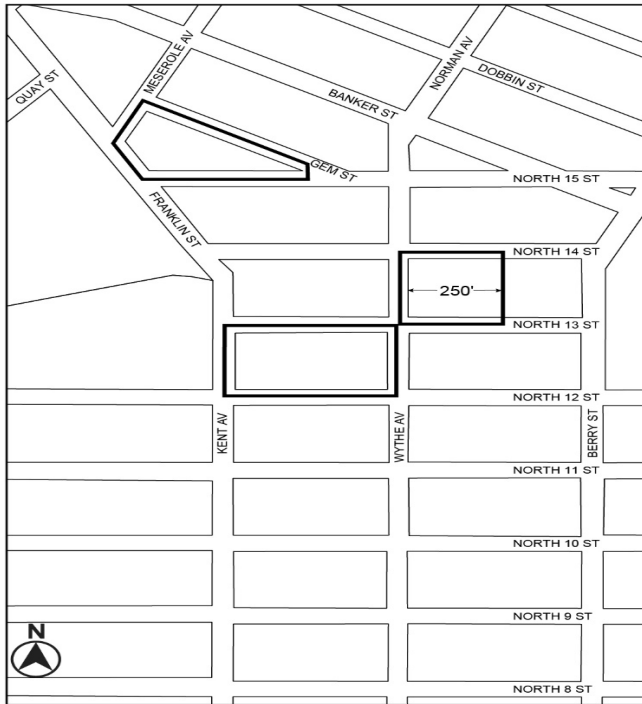 MESEROLE AV
NORMAN AV
QUAY ST
DOBBIN ST
BANKER ST
GEM ST
NORTH 15 ST
FRANKLIN ST
NORTH 14 ST
250'
NORTH 13 ST
NORTH 12 ST
KENT AV
WYTHE AV
BERRY ST
NORTH 11 ST
NORTH 10 ST
NORTH 9 ST
N
NORTH 8 ST